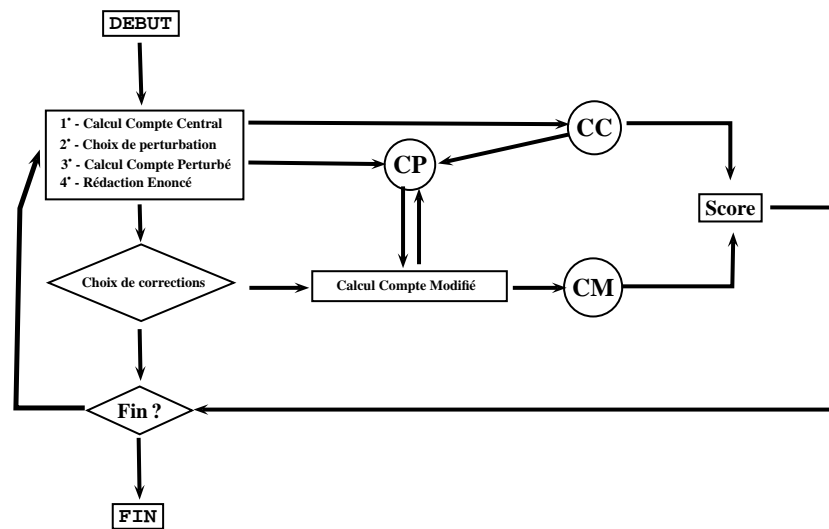 DEBUT
1• - Calcul Compte Central
2• - Choix de perturbation
3• - Calcul Compte Perturbé
4• - Rédaction Enoncé
CC
CP
Score
Choix de corrections
Calcul Compte Modifié
CM
Fin ?
FIN